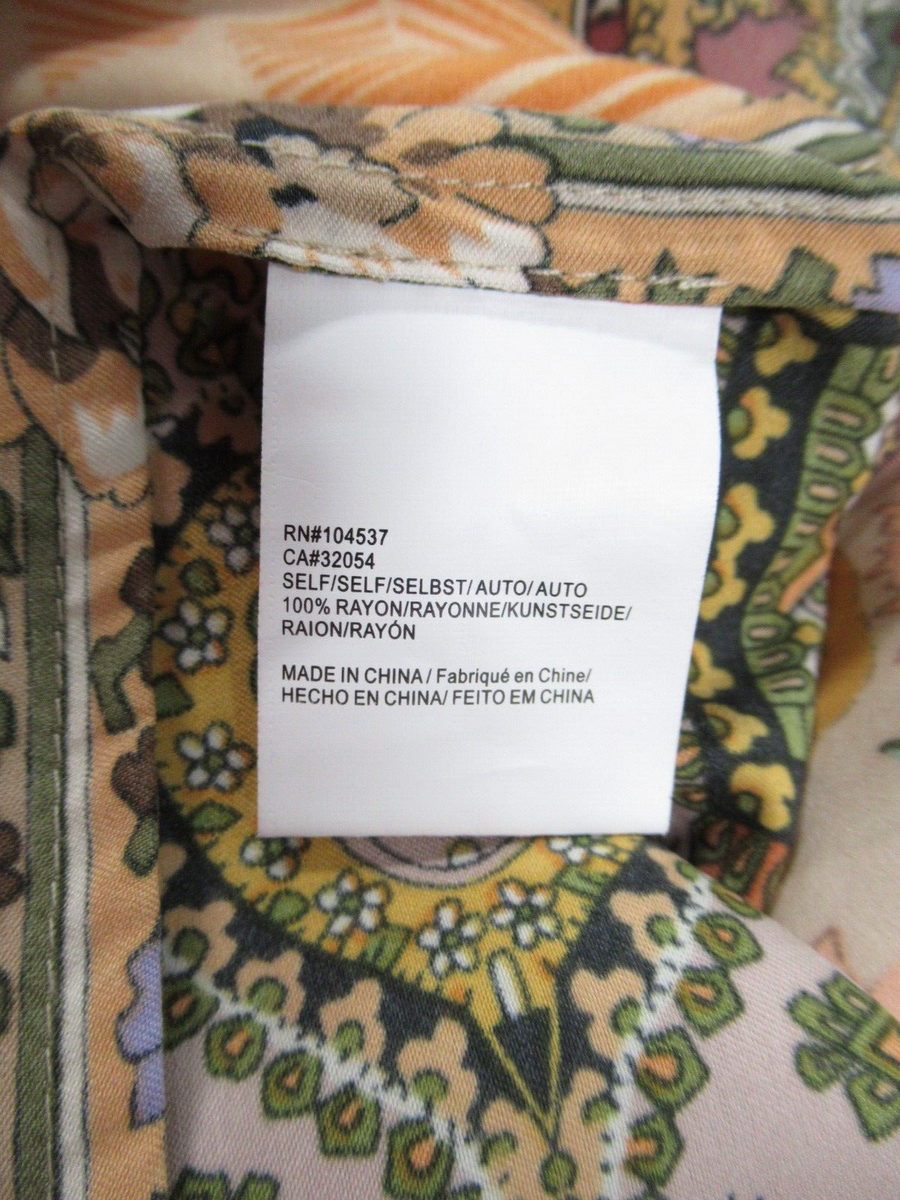 RN#104537
CA#32054
SELF/SELF/SELBST/AUTO/AUTO
100% RAYON/RAYONNE/KUNSTSEIDE/
RAION/RAYÓN
MADE IN CHINA / Fabriqué en Chine/
HECHO EN CHINA/ FEITO EM CHINA